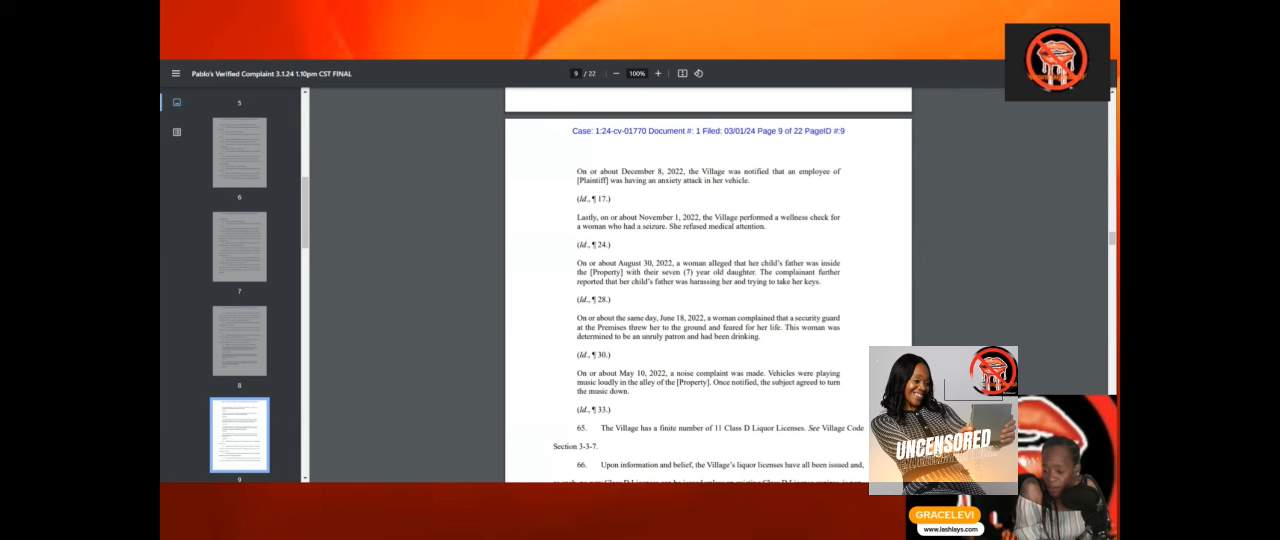 Pablo's Verified Complaint 3.1.24 1.10pm CST FINAL
9 / 22
100%
5
6
7
8
9
Case: 1:24-cv-01770 Document #: 1 Filed: 03/01/24 Page 9 of 22 PageID #:9
On or about December 8, 2022, the Village was notified that an employee of
[Plaintiff] was having an anxiety attack in her vehicle.
(Id., ¶ 17.)
Lastly, on or about November 1, 2022, the Village performed a wellness check for
a woman who had a seizure. She refused medical attention.
(Id., ¶ 24.)
On or about August 30, 2022, a woman alleged that her child's father was inside
the [Property] with their seven (7) year old daughter. The complainant further
reported that her child's father was harassing her and trying to take her keys.
(Id., ¶ 28.)
On or about the same day, June 18, 2022, a woman complained that a security guard
at the Premises threw her to the ground and feared for her life. This woman was
determined to be an unruly patron and had been drinking.
(Id., ¶ 30.)
On or about May 10, 2022, a noise complaint was made. Vehicles were playing
music loudly in the alley of the [Property]. Once notified, the subject agreed to turn
the music down.
(Id., ¶ 33.)
65. The Village has a finite number of 11 Class D Liquor Licenses. See Village Code
Section 3-3-7.
66. Upon information and belief, the Village's liquor licenses have all been issued and,
UNCENSORED
GRACELEVI
www.lashlays.com